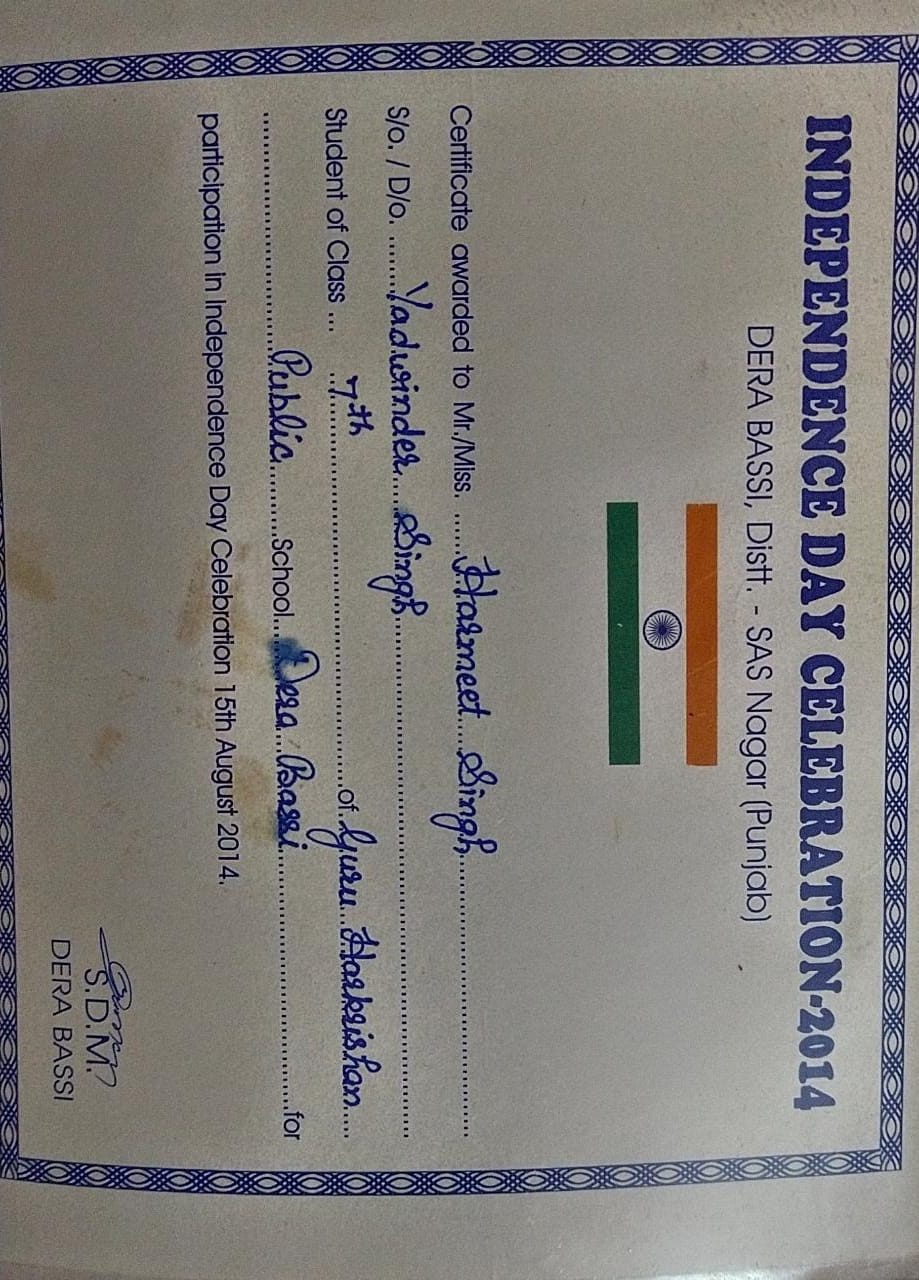 INDEPENDENCE DAY CELEBRATION-2014
DERA BASSI, Distt. - SAS Nagar (Punjab)
Certificate awarded to Mr./Miss. ......Harmeet....Singh..........................................
S/o. / D/o. ........Yadwinder.....Singh..........................................................................
Student of Class ... 7th ..........................................................of Guru...Harkrishan.....
...................................Public..........School...Dera...Bassi.....................................for
participation in Independence Day Celebration 15th August 2014.
S.D.M.
DERA BASSI